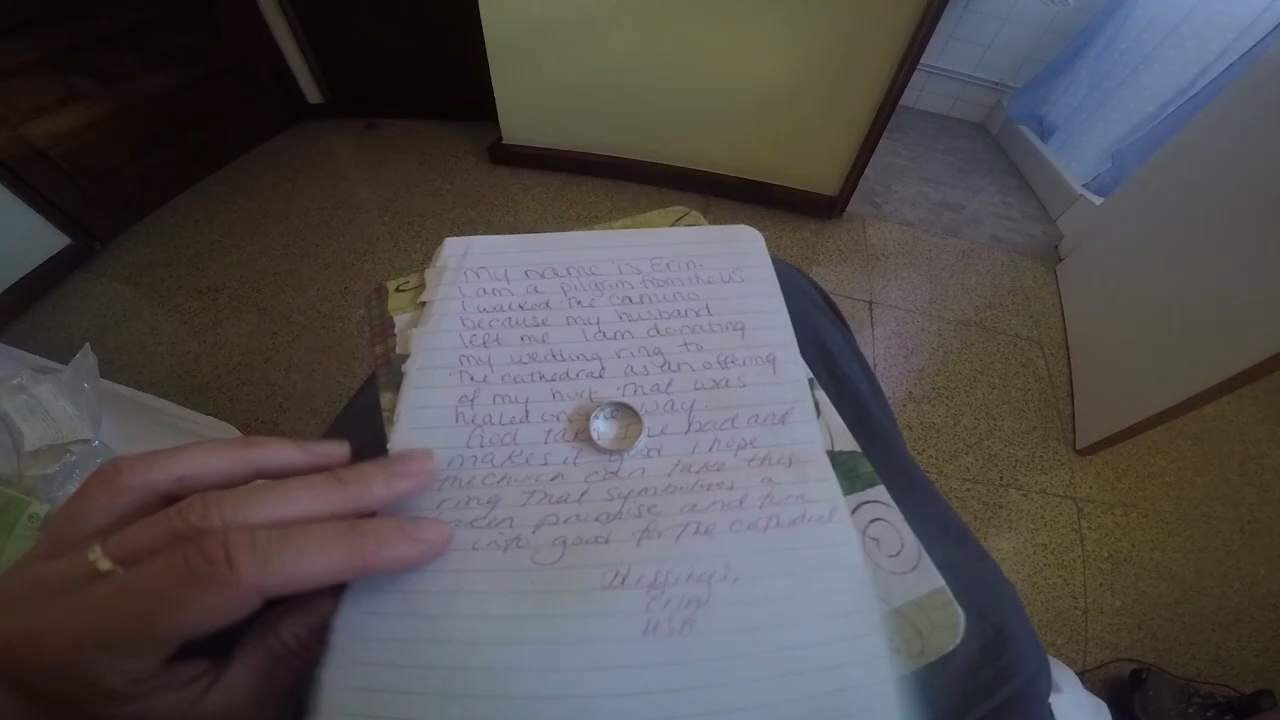 My name is Erin.
I am a pilgrim from the US
I walked the camino
because my husband
left me I am donating
my wedding ring to
the cathedral as an offering
of my hurt that was
healed on the way.
God takes the bad and
makes it good I hope
the church can take this
ring that symbolizes a
and turn
into good for the cathedral
Blessings,
Erin
USA